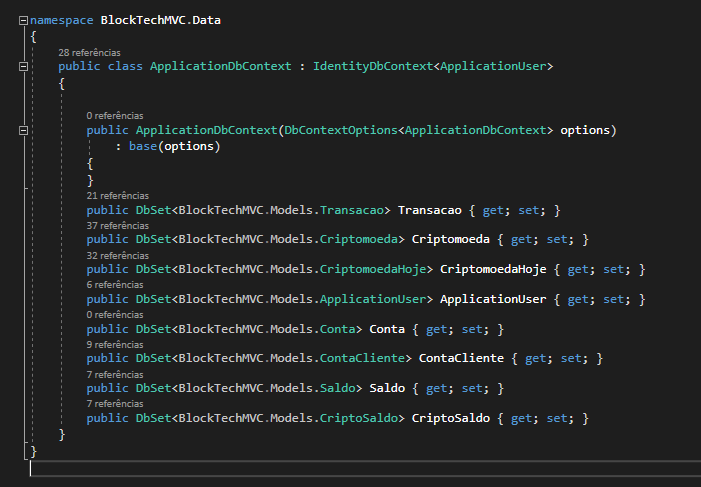 namespace BlockTechMVC.Data
{
28 referências
public class ApplicationDbContext : IdentityDbContext<ApplicationUser>
{
0 referências
public ApplicationDbContext(DbContextOptions<ApplicationDbContext> options)
: base(options)
{
}
21 referências
public DbSet<BlockTechMVC.Models.Transacao> Transacao { get; set; }
37 referências
public DbSet<BlockTechMVC.Models.Criptomoeda> Criptomoeda { get; set; }
32 referências
public DbSet<BlockTechMVC.Models.CriptomoedaHoje> CriptomoedaHoje { get; set; }
6 referências
public DbSet<BlockTechMVC.Models.ApplicationUser> ApplicationUser { get; set; }
0 referências
public DbSet<BlockTechMVC.Models.Conta> Conta { get; set; }
9 referências
public DbSet<BlockTechMVC.Models.ContaCliente> ContaCliente { get; set; }
7 referências
public DbSet<BlockTechMVC.Models.Saldo> Saldo { get; set; }
7 referências
public DbSet<BlockTechMVC.Models.CriptoSaldo> CriptoSaldo { get; set; }
}
}